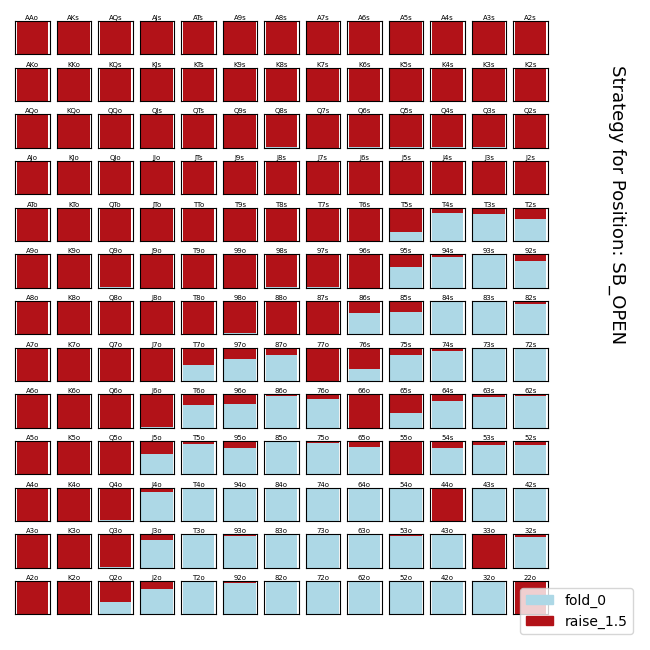 AAo AKs AQs AJs ATs A9s A8s A7s A6s A5s A4s A3s A2s
AKo KKo KQs KJs KTs K9s K8s K7s K6s K5s K4s K3s K2s
AQo KQo QQo QJs QTs Q9s Q8s Q7s Q6s Q5s Q4s Q3s Q2s
AJo KJo QJo JJo JTs J9s J8s J7s J6s J5s J4s J3s J2s
ATo KTo QTo JTo TTo T9s T8s T7s T6s T5s T4s T3s T2s
A9o K9o Q9o J9o T9o 99o 98s 97s 96s 95s 94s 93s 92s
A8o K8o Q8o J8o T8o 98o 88o 87s 86s 85s 84s 83s 82s
A7o K7o Q7o J7o T7o 97o 87o 77o 76s 75s 74s 73s 72s
A6o K6o Q6o J6o T6o 96o 86o 76o 66o 65s 64s 63s 62s
A5o K5o Q5o J5o T5o 95o 85o 75o 65o 55o 54s 53s 52s
A4o K4o Q4o J4o T4o 94o 84o 74o 64o 54o 44o 43s 42s
A3o K3o Q3o J3o T3o 93o 83o 73o 63o 53o 43o 33o 32s
A2o K2o Q2o J2o T2o 92o 82o 72o 62o 52o 42o 32o 22o
Strategy for Position: SB_OPEN
fold_0
raise_1.5